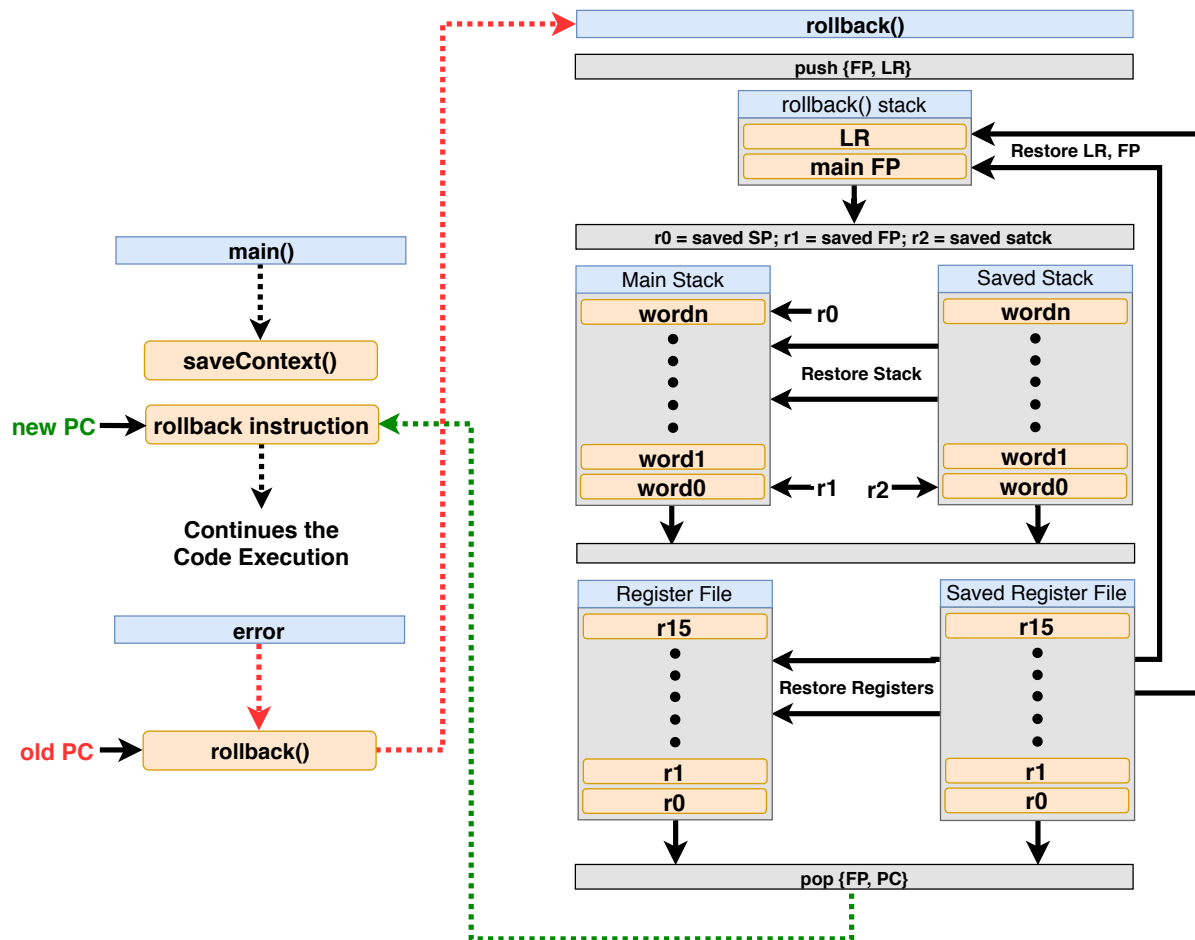 rollback()
push {FP, LR}
rollback() stack
LR
main FP
Restore LR, FP
r0 = saved SP; r1 = saved FP; r2 = saved satck
main()
saveContext()
new PC
rollback instruction
Continues the
Code Execution
error
old PC
rollback()
Main Stack
wordn
r0
word1
word0
r1
Restore Stack
Saved Stack
wordn
word1
r2
word0
Register File
r15
r1
r0
Restore Registers
Saved Register File
r15
r1
r0
pop {FP, PC}